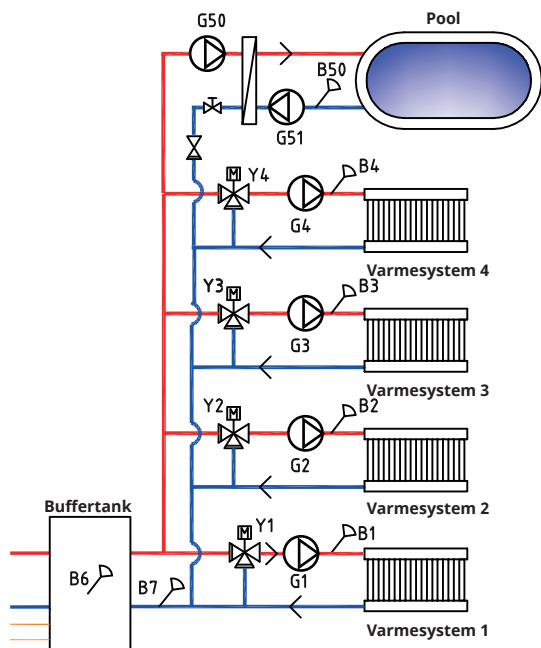 G50
Pool
B50
G51
M
Y4
B4
G4
Varmesystem 4
Y3
M
B3
G3
Varmesystem 3
Y2
M
B2
G2
Varmesystem 2
Buffertank
Y1
M
B1
B6
B7
G1
Varmesystem 1